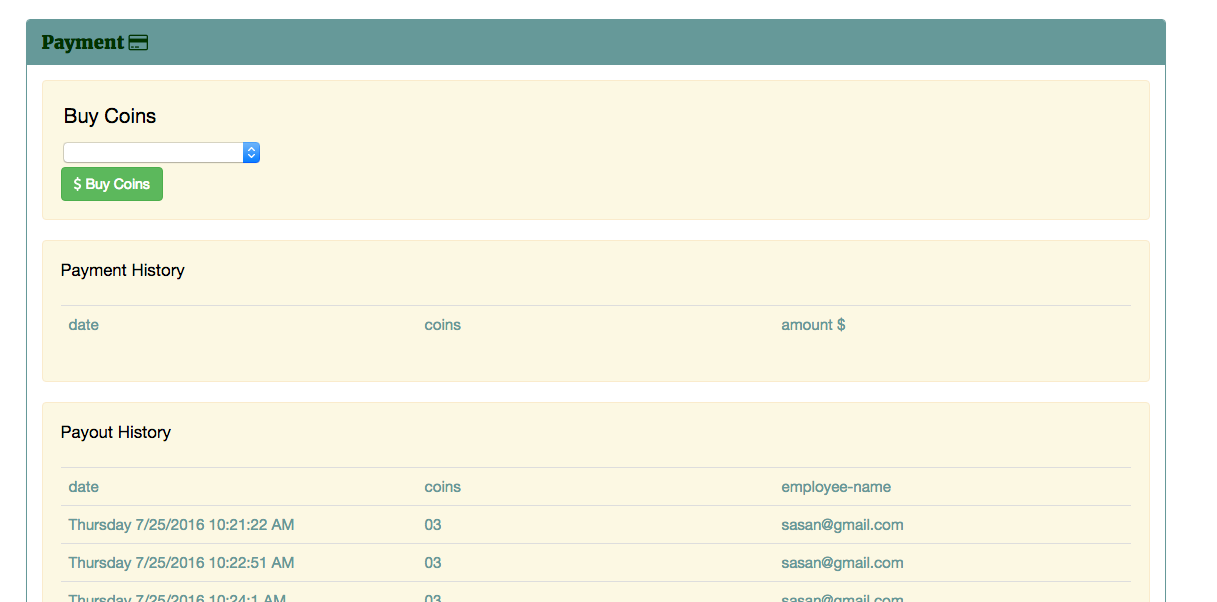 Payment
Buy Coins
$ Buy Coins
Payment History
date coins amount $
Payout History
date coins employee-name
Thursday 7/25/2016 10:21:22 AM 03 sasan@gmail.com
Thursday 7/25/2016 10:22:51 AM 03 sasan@gmail.com
Thursday 7/25/2016 10:24:1 AM 03 sasan@gmail.com